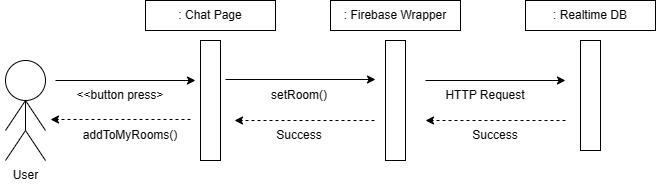 : Chat Page
: Firebase Wrapper
: Realtime DB
<<button press>
setRoom()
HTTP Request
addToMyRooms()
Success
Success
User